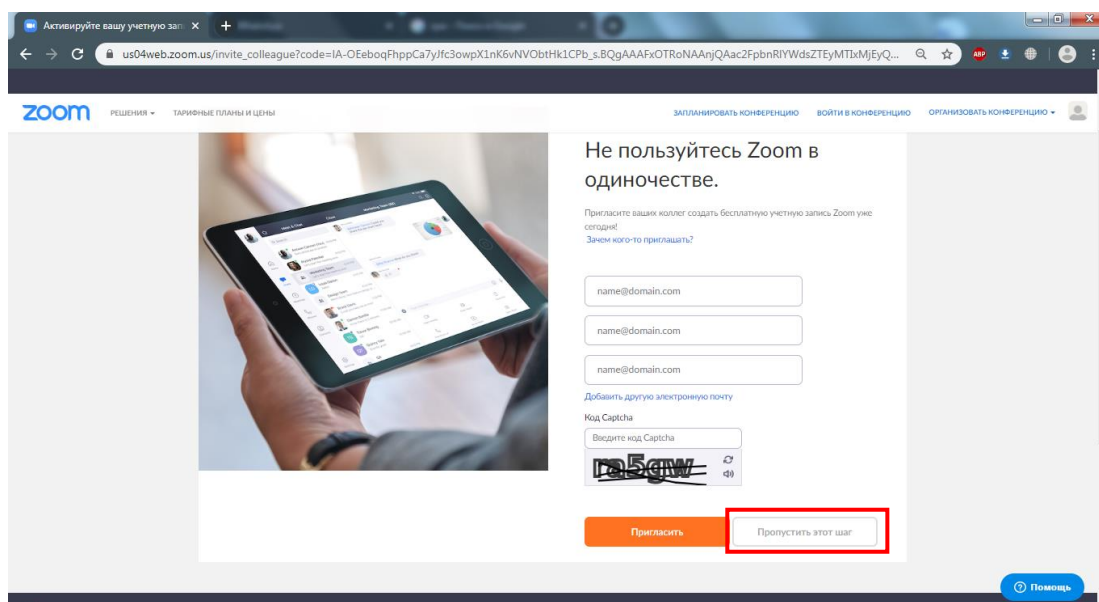 Активируйте вашу учетную зап
us04web.zoom.us/invite_colleague?code=IA-OEeboqFhppCa7yJfc3owpX1nK6vNVObtHk1CPb_s.BQgAAAFxOTRoNAAnjQAac2FpbnRlYWdsZTEyMTIxMjEyQ...
ABP
zoom РЕШЕНИЯ ТАРИФНЫЕ ПЛАНЫ И ЦЕНЫ ЗАПЛАНИРОВАТЬ КОНФЕРЕНЦИЮ ВОЙТИ В КОНФЕРЕНЦИЮ ОРГАНИЗОВАТЬ КОНФЕРЕНЦИЮ
Не пользуйтесь Zoom в
одиночестве.
Пригласите ваших коллег создать бесплатную учетную запись Zoom уже
сегодня!
Зачем кого-то приглашать?
name@domain.com
name@domain.com
name@domain.com
Добавить другую электронную почту
Код Captcha
Введите код Captcha
ra5gw
Пригласить Пропустить этот шаг
Помощь